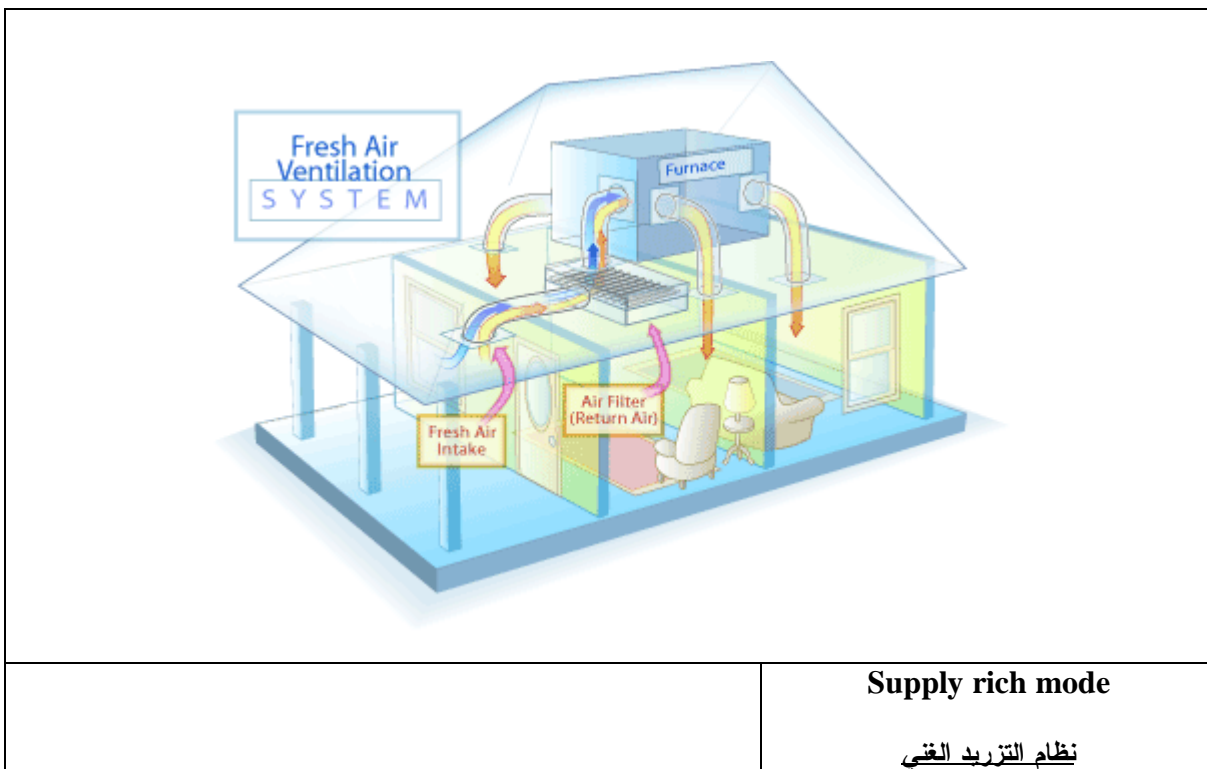 Fresh Air
Ventilation
SYSTEM
Furnace
Air Filter
(Return Air)
Fresh Air
Intake
Supply rich mode
نظام التزريد الغني